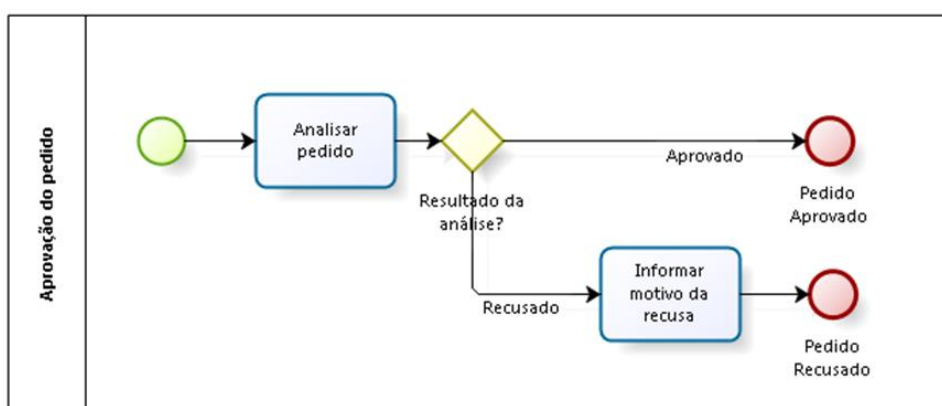 Aprovação do pedido
Analisar
pedido
Resultado da
análise?
Aprovado
Pedido
Aprovado
Recusado
Informar
motivo da
recusa
Pedido
Recusado